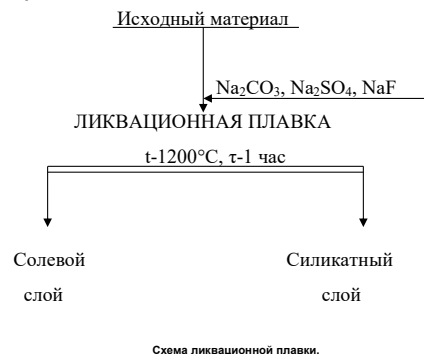 Исходный материал
Na₂CO₃, Na₂SO₄, NaF
ЛИКВАЦИОННАЯ ПЛАВКА
t-1200°C, τ-1 час
Солевой
слой
Силикатный
слой
Схема ликвационной плавки.